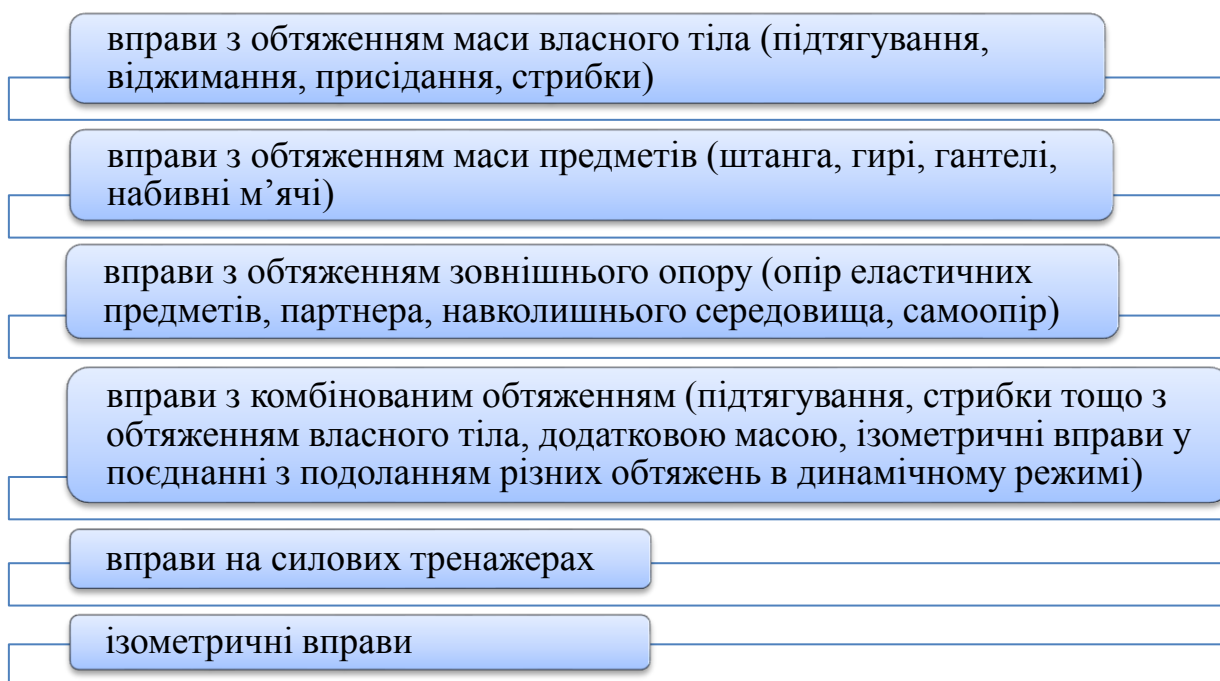 вправи з обтяженням маси власного тіла (підтягування,
віджимання, присідання, стрибки)
вправи з обтяженням маси предметів (штанга, гирі, гантелі,
набивні м’ячі)
вправи з обтяженням зовнішнього опору (опір еластичних
предметів, партнера, навколишнього середовища, самоопір)
вправи з комбінованим обтяженням (підтягування, стрибки тощо з
обтяженням власного тіла, додатковою масою, ізометричні вправи у
поєднанні з подоланням різних обтяжень в динамічному режимі)
вправи на силових тренажерах
ізометричні вправи